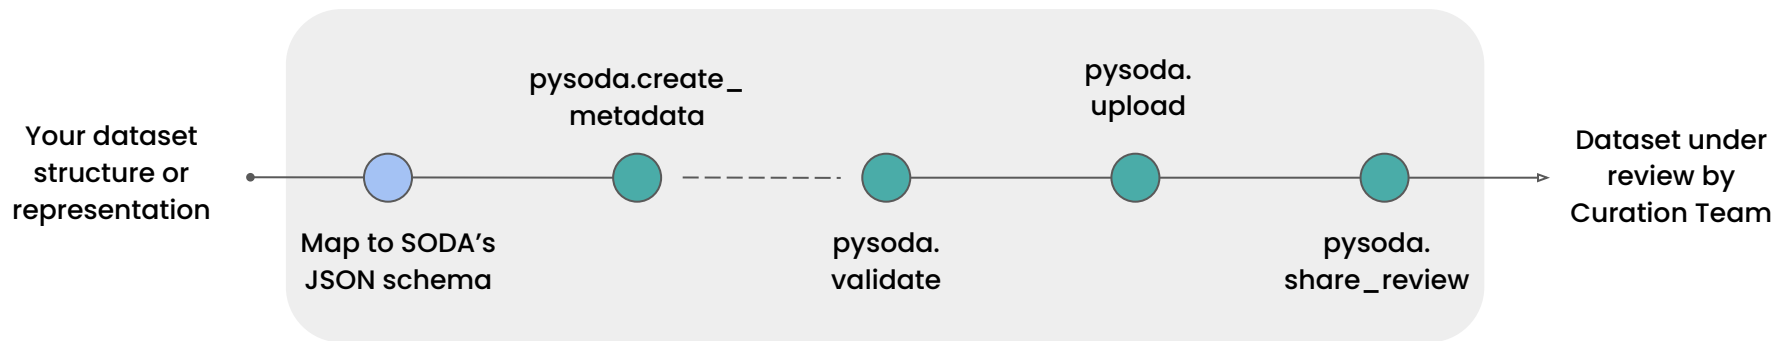 Your dataset
structure or
representation
Map to SODA’s
JSON schema
pysoda.create_
metadata
pysoda.
validate
pysoda.
upload
pysoda.
share_review
Dataset under
review by
Curation Team